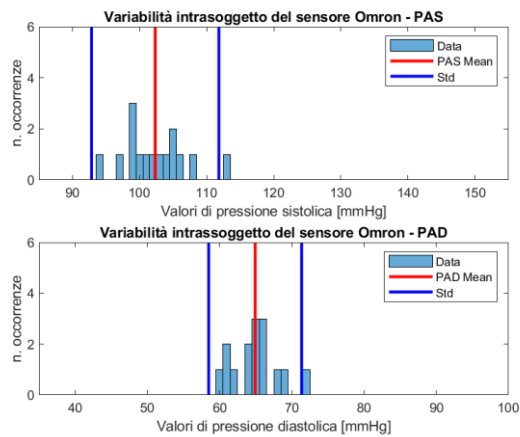 Variabilità intrasoggetto del sensore Omron - PAS
6
4
2
0
n. occorrenze
Data
PAS Mean
Std
90 100 110 120 130 140 150
Valori di pressione sistolica [mmHg]
Variabilità intrasoggetto del sensore Omron - PAD
6
4
2
0
n. occorrenze
Data
PAD Mean
Std
40 50 60 70 80 90 100
Valori di pressione diastolica [mmHg]